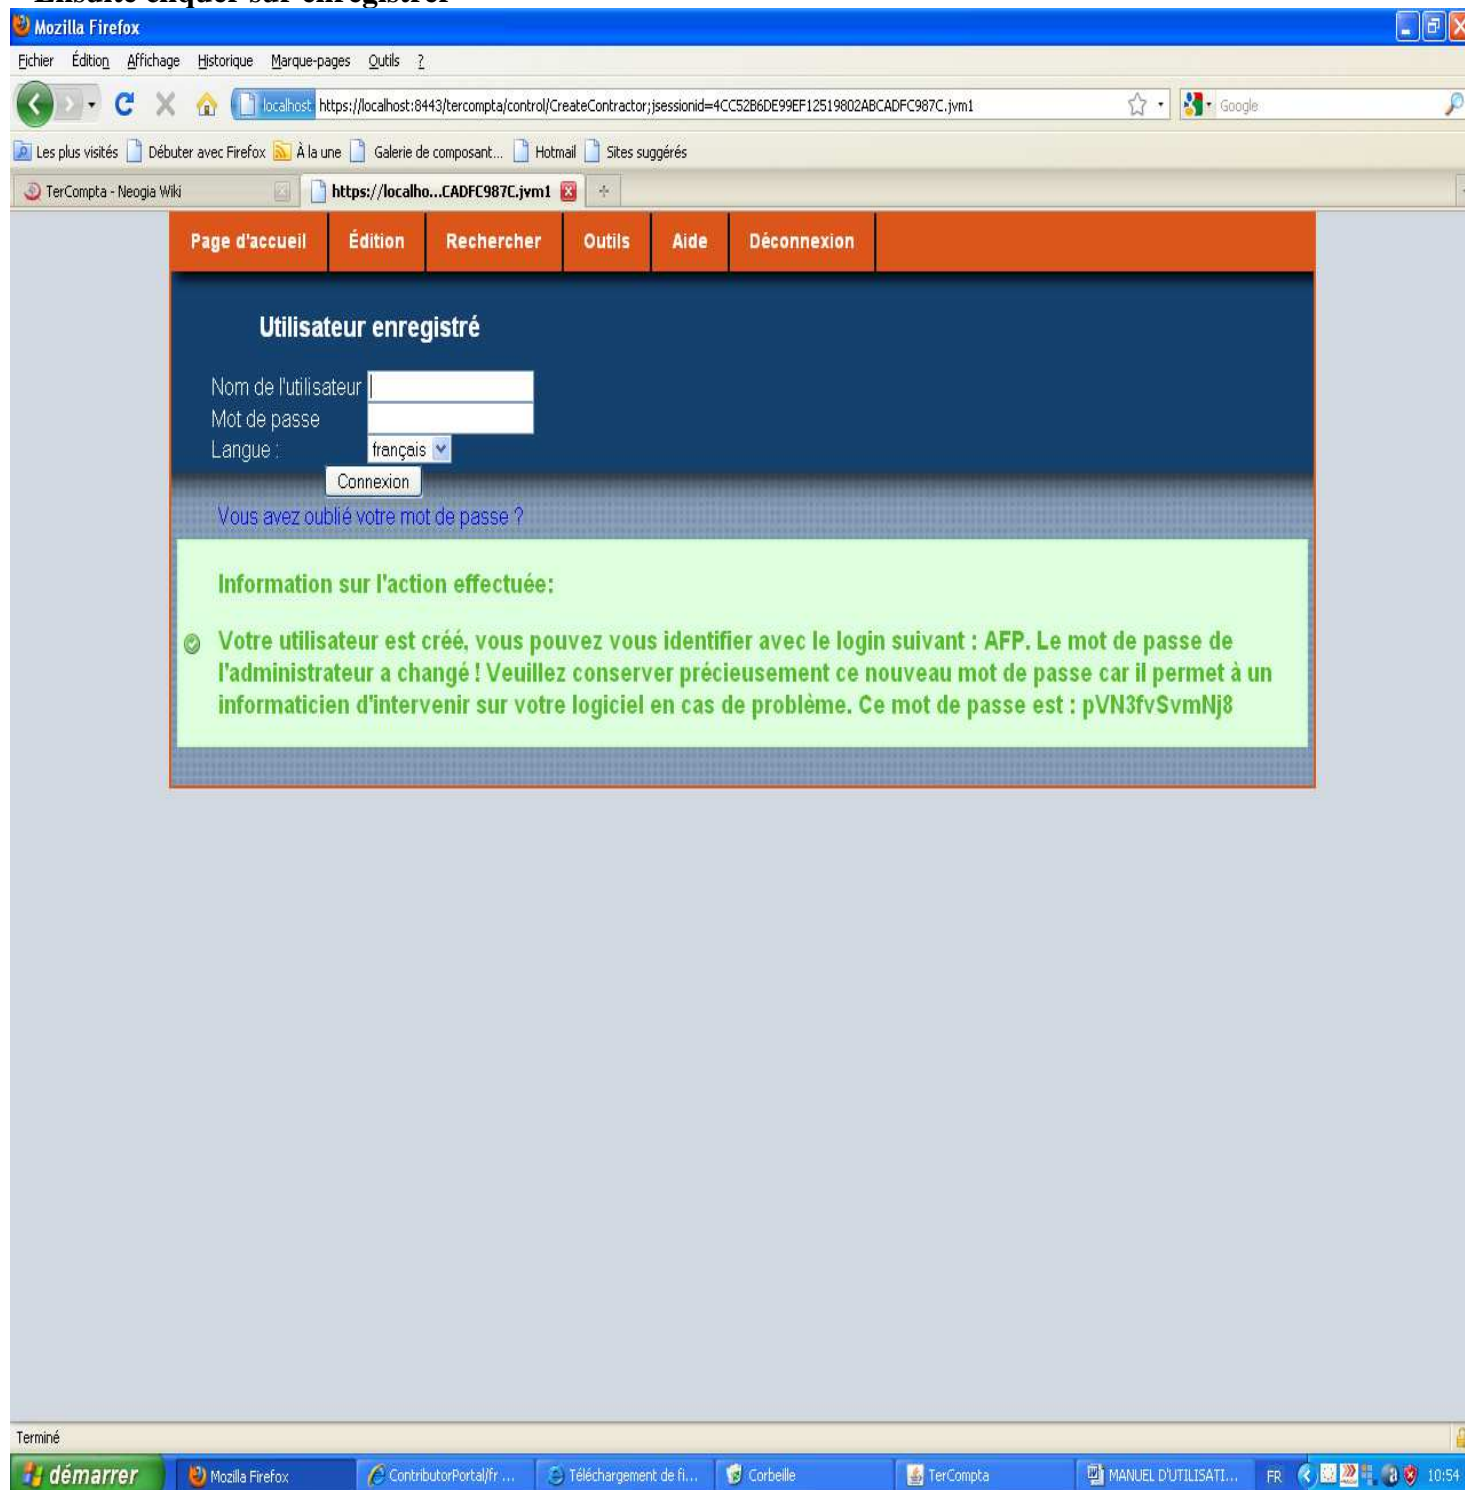 Ensuite cliquer sur enregistrer
Mozilla Firefox
Fichier Édition Affichage Historique Marque-pages Outils ?
localhost https://localhost:8443/tercompta/control/CreateContractor;jsessionid=4CC52B6DE99EF12519802ABCADFC987C.jvm1
Google
Les plus visités Débuter avec Firefox À la une Galerie de composant... Hotmail Sites suggérés
TerCompta - Neogia Wiki
https://localho...CADFC987C.jvm1
Page d'accueil Édition Rechercher Outils Aide Déconnexion
Utilisateur enregistré
Nom de l'utilisateur
Mot de passe
Langue : français
Connexion
Vous avez oublié votre mot de passe ?
Information sur l'action effectuée:
Votre utilisateur est créé, vous pouvez vous identifier avec le login suivant : AFP. Le mot de passe de
l'administrateur a changé ! Veuillez conserver précieusement ce nouveau mot de passe car il permet à un
informaticien d'intervenir sur votre logiciel en cas de problème. Ce mot de passe est : pVN3fvSvmNj8
Terminé
démarrer Mozilla Firefox ContributorPortal/fr ... Téléchargement de fi... Corbeille TerCompta MANUEL D'UTILISATI... FR 10:54